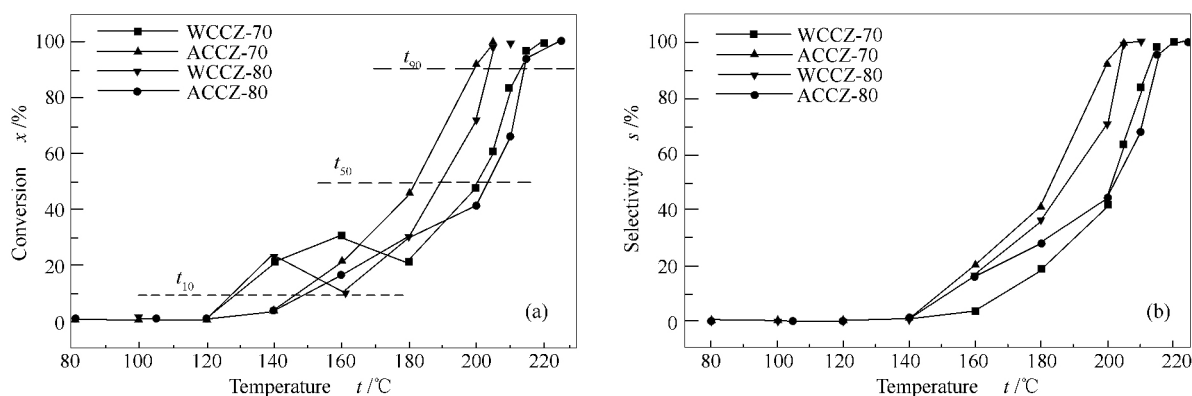 WCCZ-70
ACCZ-70
WCCZ-80
ACCZ-80
t90
t50
t10
(a)
100
80
60
40
20
0
Conversion x /%
80 100 120 140 160 180 200 220
Temperature t /℃
WCCZ-70
ACCZ-70
WCCZ-80
ACCZ-80
(b)
100
80
60
40
20
0
Selectivity s /%
80 100 120 140 160 180 200 220
Temperature t /℃